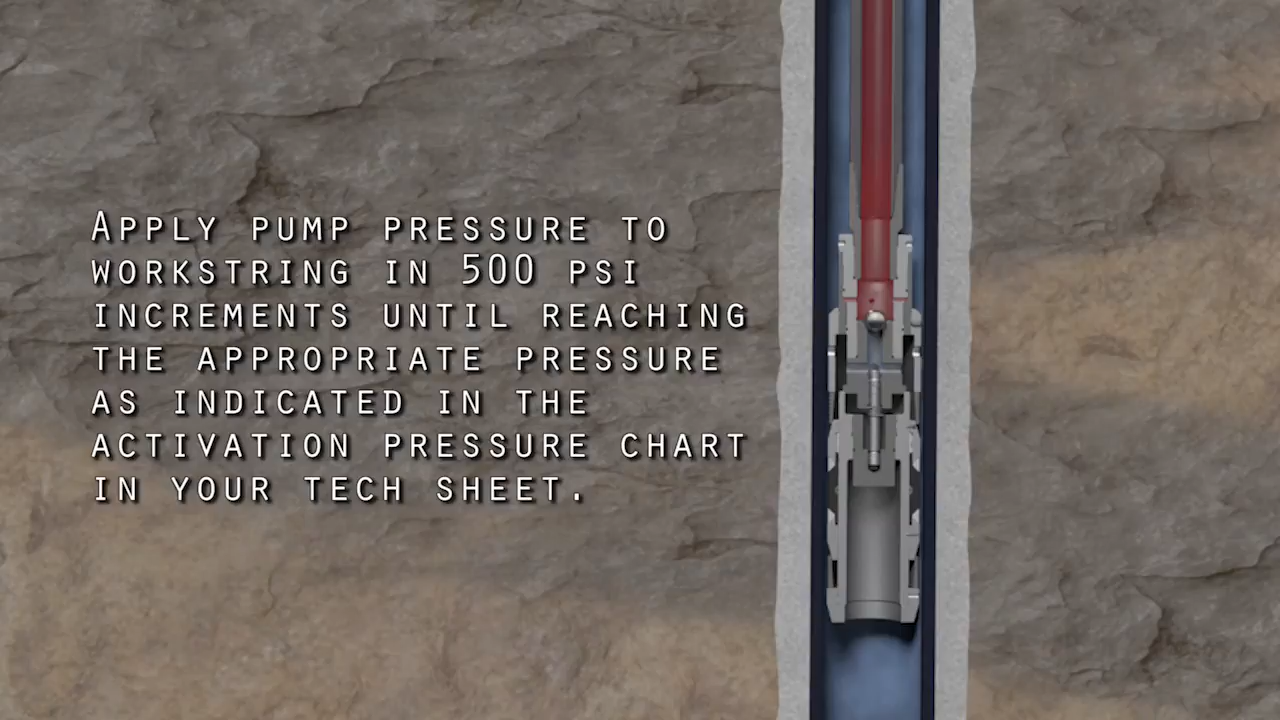 Apply pump pressure to
workstring in 500 psi
increments until reaching
the appropriate pressure
as indicated in the
activation pressure chart
in your tech sheet.